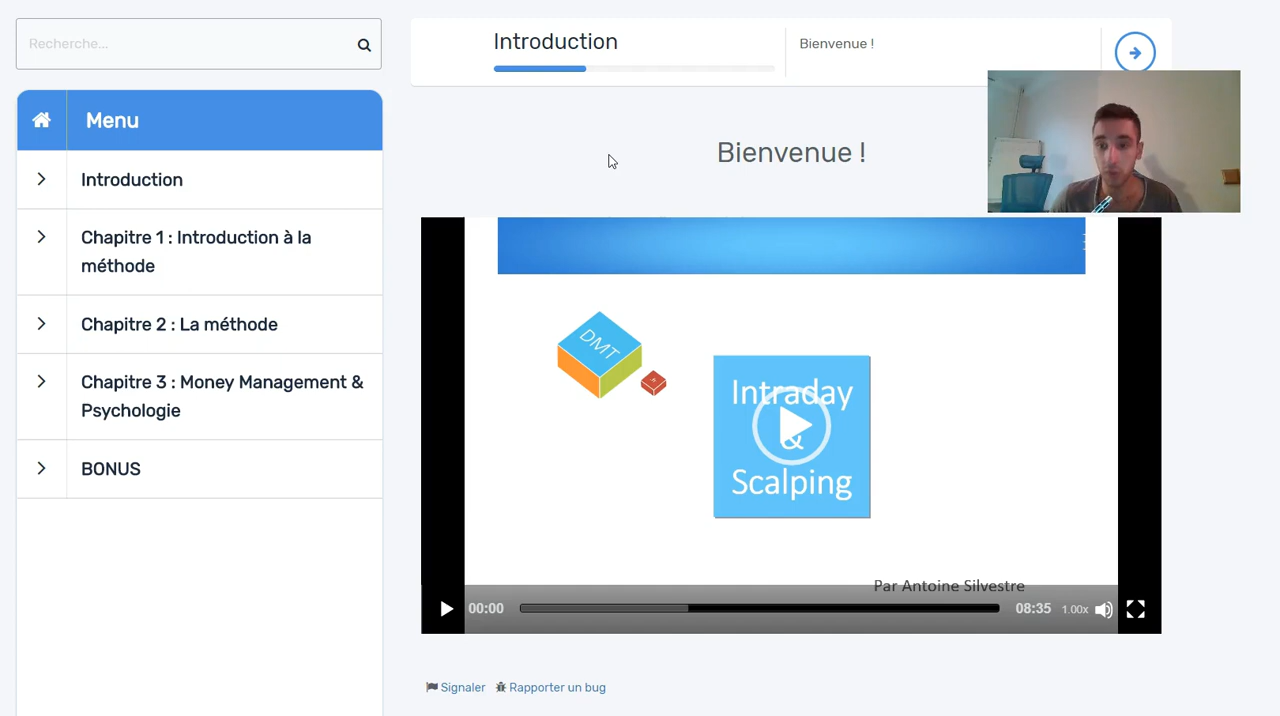 Recherche...
Menu
Introduction
Chapitre 1 : Introduction à la
méthode
Chapitre 2 : La méthode
Chapitre 3 : Money Management &
Psychologie
BONUS
Introduction
Bienvenue !
Bienvenue !
DMT
Intraday
&
Scalping
Par Antoine Silvestre
00:00
08:35
1.00x
Signaler
Rapporter un bug